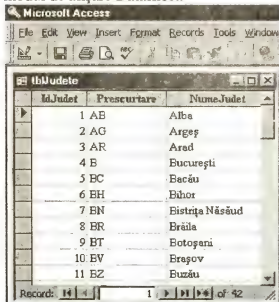 Microsoft Access
File Edit View Insert Format Records Tools Window
tblJudete
IdJudet Prescurtare NumeJudet
1 AB Alba
2 AG Argeş
3 AR Arad
4 B Bucureşti
5 BC Bacău
6 BH Bihor
7 BN Bistriţa Năsăud
8 BR Brăila
9 BT Botoşani
10 BV Braşov
11 BZ Buzău
Record: 1 of 42